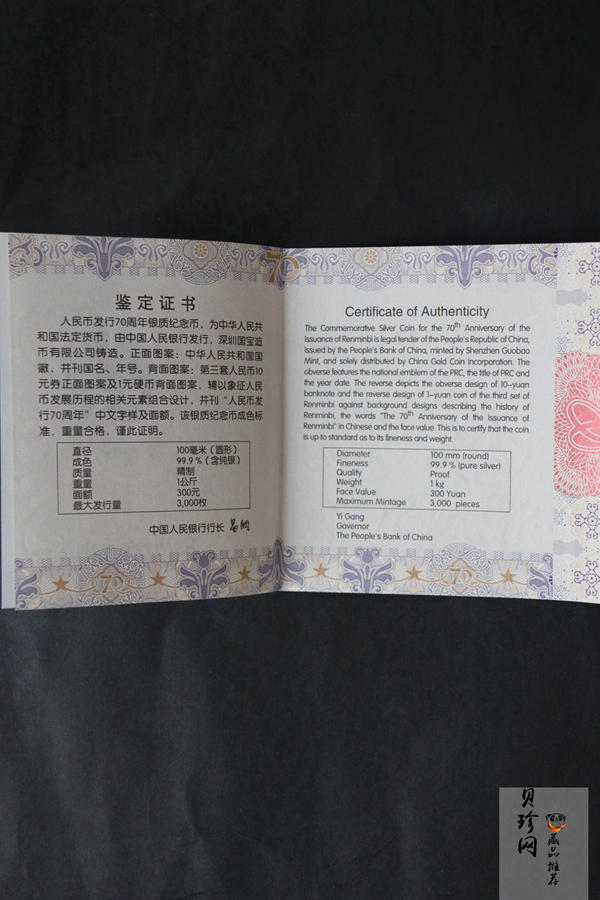 鉴定证书
人民币发行70周年银质纪念币，为中华人民共
和国法定货币，由中国人民银行发行，深圳国宝造
币有限公司铸造。正面图案：中华人民共和国国
徽，并刊国名、年号。背面图案：第三套人民币10
元券正面图案及1元硬币背面图案，辅以象征人民
币发展历程的相关元素组合设计，并刊“人民币发
行70周年”中文字样及面额。该银质纪念币成色标
准，重量合格，谨此证明。
直径 100毫米（圆形）
成色 99.9％（含纯银）
质量 精制
重量 1公斤
面额 300元
最大发行量 3,000枚
中国人民银行行长 易纲
70
70
Certificate of Authenticity
The Commemorative Silver Coin for the 70th Anniversary of the
Issuance of Renminbi is legal tender of the People's Republic of China,
issued by the People's Bank of China, minted by Shenzhen Guobao
Mint, and solely distributed by China Gold Coin Incorporation. The
obverse features the national emblem of the PRC, the title of PRC and
the year date. The reverse depicts the obverse design of 10-yuan
banknote and the reverse design of 1-yuan coin of the third set of
Renminbi against background designs describing the history of
Renminbi, the words "The 70th Anniversary of the Issuance of
Renminbi" in Chinese and the face value. This is to certify that the coin
is up to standard as to its fineness and weight.
Diameter 100 mm (round)
Fineness 99.9 % (pure silver)
Quality Proof
Weight 1 kg
Face Value 300 Yuan
Maximum Mintage 3,000 pieces
Yi Gang
Governor
The People's Bank of China
70
贝珍网
藏品推荐